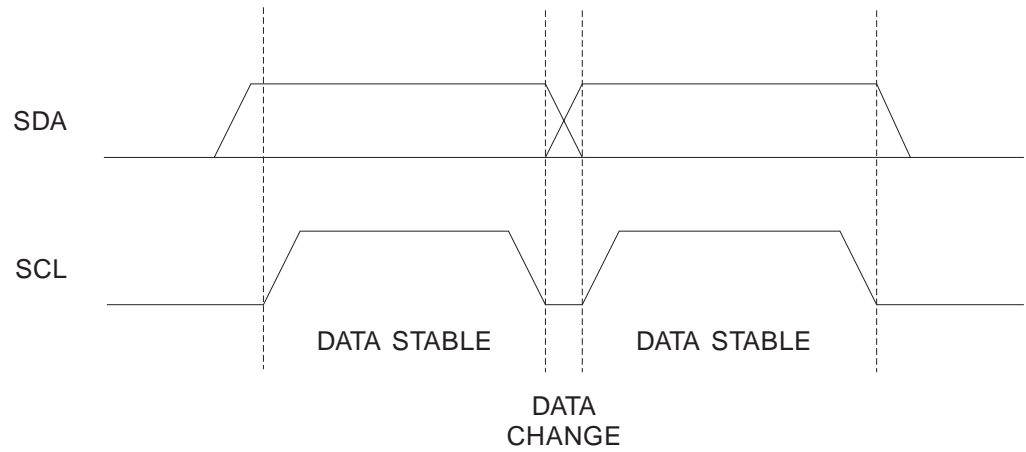 SDA
SCL
DATA STABLE
DATA STABLE
DATA
CHANGE